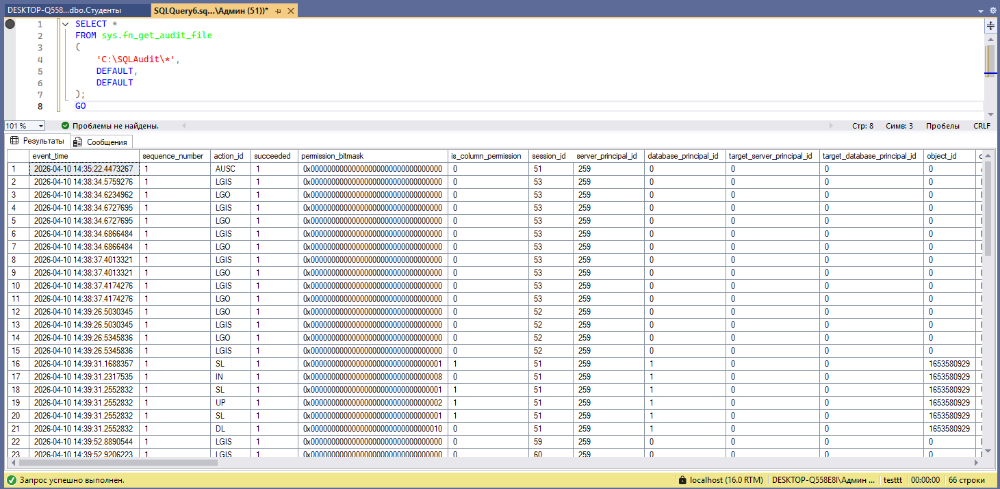 DESKTOP-Q558...dbo.Студенты SQLQuery6.sq...\Админ (51))*
1 SELECT *
2 FROM sys.fn_get_audit_file
3 (
4 'C:\SQLAudit\*',
5 DEFAULT,
6 DEFAULT
7 );
8 GO
101 % Проблемы не найдены. Стр: 8 Симв: 3 Пробелы CRLF
Результаты Сообщения
event_time sequence_number action_id succeeded permission_bitmask is_column_permission session_id server_principal_id database_principal_id target_server_principal_id target_database_principal_id object_id
1 2026-04-10 14:35:22.4473267 1 AUSC 1 0x00000000000000000000000000000000 0 51 259 0 0 0 0
2 2026-04-10 14:38:34.5759276 1 LGIS 1 0x00000000000000000000000000000000 0 53 259 0 0 0 0
3 2026-04-10 14:38:34.6234962 1 LGO 1 0x00000000000000000000000000000000 0 53 259 0 0 0 0
4 2026-04-10 14:38:34.6727695 1 LGIS 1 0x00000000000000000000000000000000 0 53 259 0 0 0 0
5 2026-04-10 14:38:34.6727695 1 LGO 1 0x00000000000000000000000000000000 0 53 259 0 0 0 0
6 2026-04-10 14:38:34.6866484 1 LGIS 1 0x00000000000000000000000000000000 0 53 259 0 0 0 0
7 2026-04-10 14:38:34.6866484 1 LGO 1 0x00000000000000000000000000000000 0 53 259 0 0 0 0
8 2026-04-10 14:38:37.4013321 1 LGIS 1 0x00000000000000000000000000000000 0 53 259 0 0 0 0
9 2026-04-10 14:38:37.4013321 1 LGO 1 0x00000000000000000000000000000000 0 53 259 0 0 0 0
10 2026-04-10 14:38:37.4174276 1 LGIS 1 0x00000000000000000000000000000000 0 53 259 0 0 0 0
11 2026-04-10 14:38:37.4174276 1 LGO 1 0x00000000000000000000000000000000 0 53 259 0 0 0 0
12 2026-04-10 14:39:26.5030345 1 LGO 1 0x00000000000000000000000000000000 0 52 259 0 0 0 0
13 2026-04-10 14:39:26.5030345 1 LGIS 1 0x00000000000000000000000000000000 0 52 259 0 0 0 0
14 2026-04-10 14:39:26.5345836 1 LGO 1 0x00000000000000000000000000000000 0 52 259 0 0 0 0
15 2026-04-10 14:39:26.5345836 1 LGIS 1 0x00000000000000000000000000000000 0 52 259 0 0 0 0
16 2026-04-10 14:39:31.1688357 1 SL 1 0x00000000000000000000000000000001 1 51 259 1 0 0 1653580929
17 2026-04-10 14:39:31.2317535 1 IN 1 0x00000000000000000000000000000008 0 51 259 1 0 0 1653580929
18 2026-04-10 14:39:31.2552832 1 SL 1 0x00000000000000000000000000000001 1 51 259 1 0 0 1653580929
19 2026-04-10 14:39:31.2552832 1 UP 1 0x00000000000000000000000000000002 1 51 259 1 0 0 1653580929
20 2026-04-10 14:39:31.2552832 1 SL 1 0x00000000000000000000000000000001 1 51 259 1 0 0 1653580929
21 2026-04-10 14:39:31.2552832 1 DL 1 0x00000000000000000000000000000010 0 51 259 1 0 0 1653580929
22 2026-04-10 14:39:52.8890544 1 LGIS 1 0x00000000000000000000000000000000 0 59 259 0 0 0 0
23 2026-04-10 14:39:52.9206223 1 LGIS 1 0x00000000000000000000000000000000 0 60 259 0 0 0 0
Запрос успешно выполнен. localhost (16.0 RTM) DESKTOP-Q558E8I\Админ ... testtt 00:00:00 66 строки